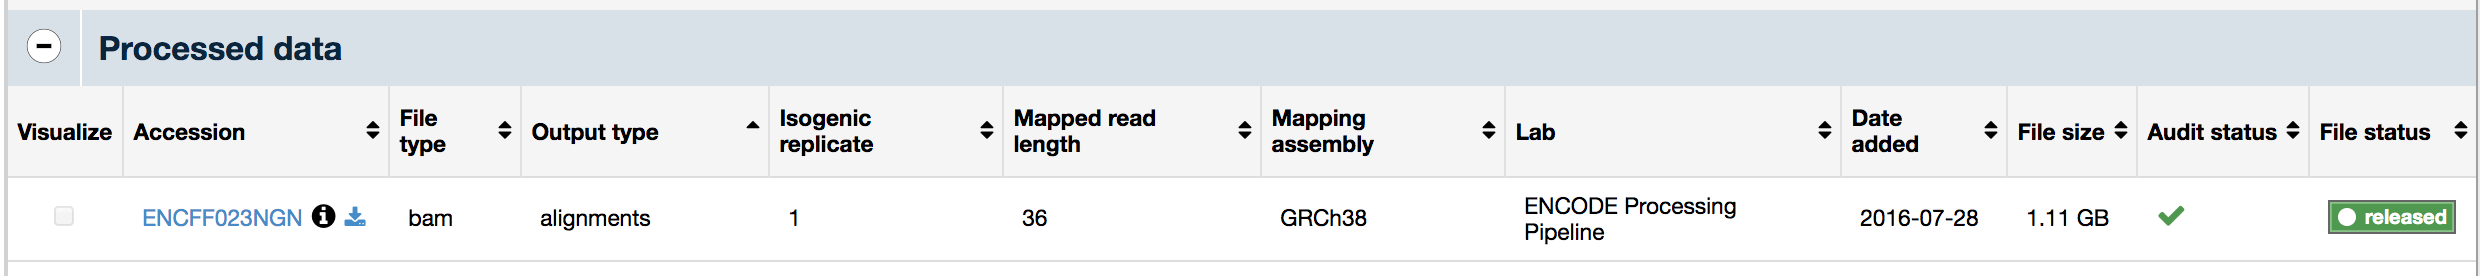 Processed data
Visualize Accession File type Output type Isogenic replicate Mapped read length Mapping assembly Lab Date added File size Audit status File status
ENCFF023NGN bam alignments 1 36 GRCh38 ENCODE Processing Pipeline 2016-07-28 1.11 GB released